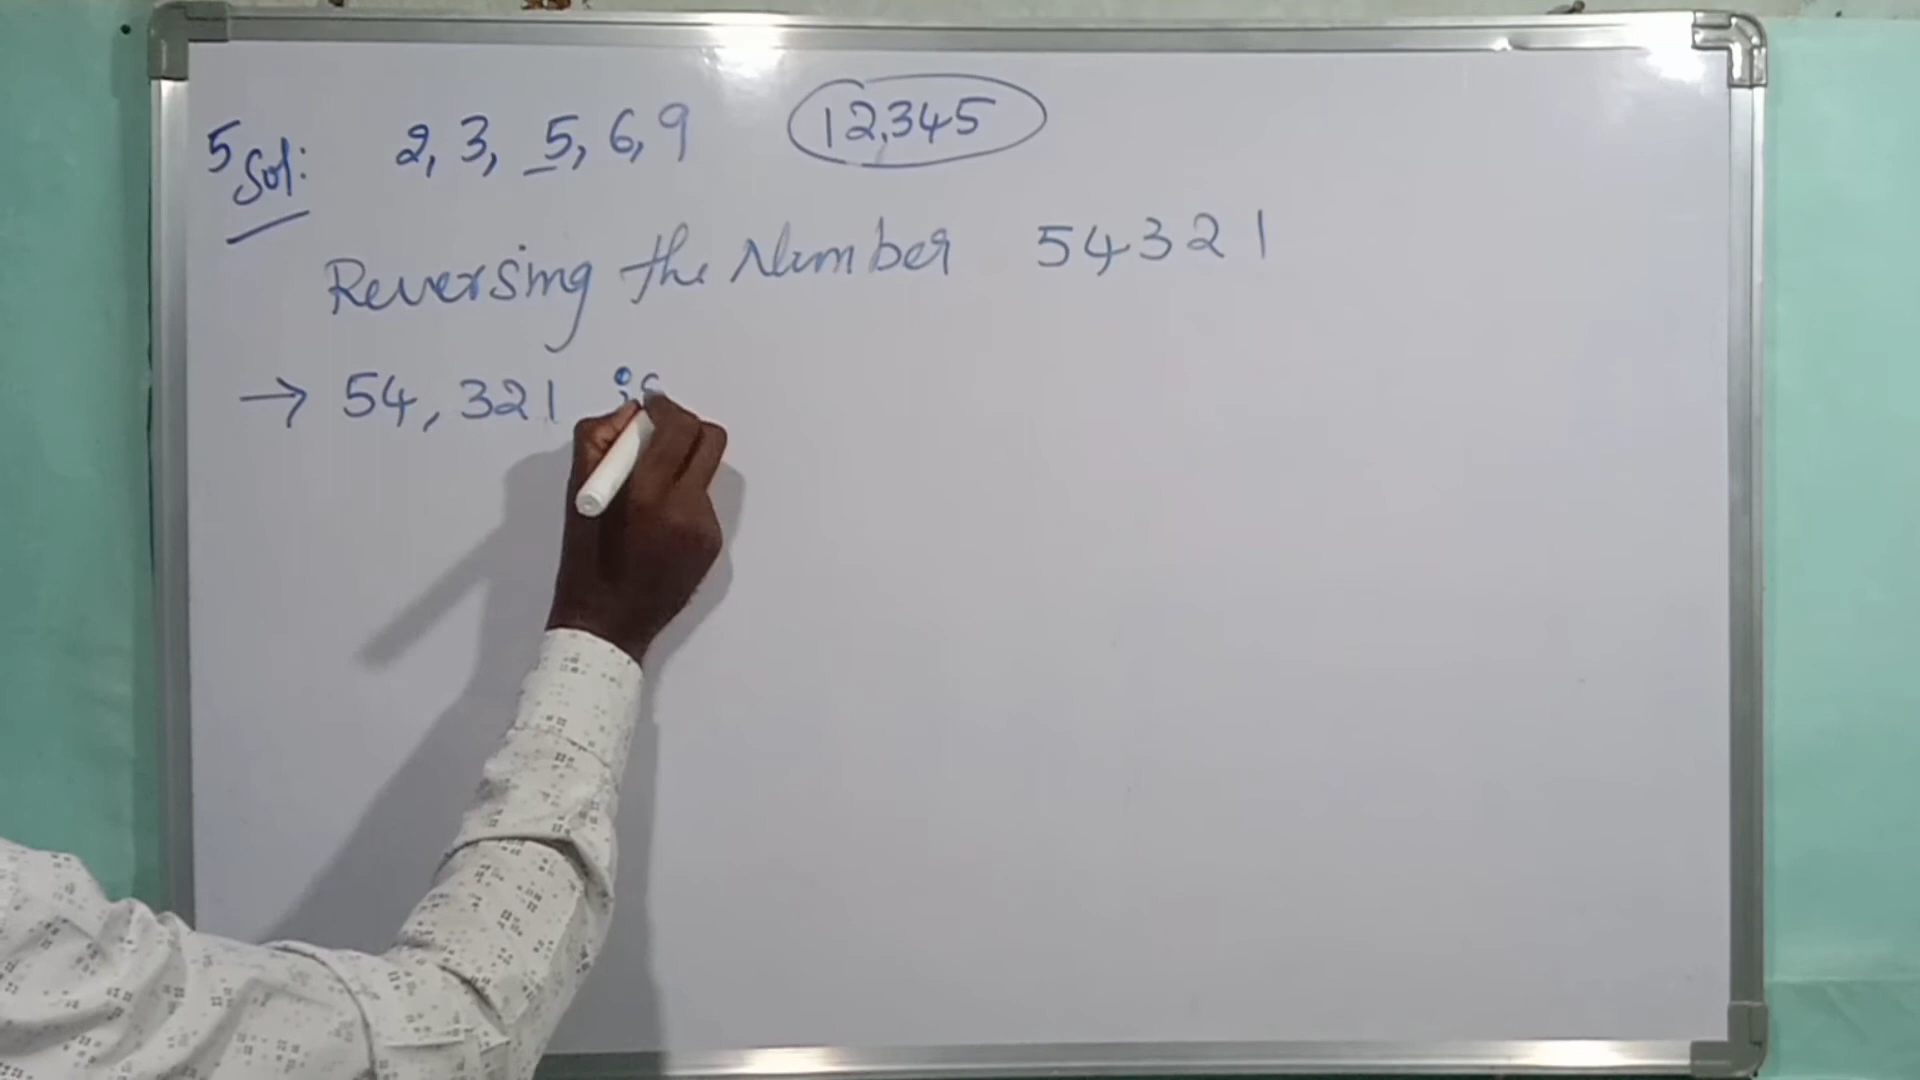 5 Sol: 2, 3, 5, 6, 9 12,345
Reversing the Number 54321
→ 54, 321 is